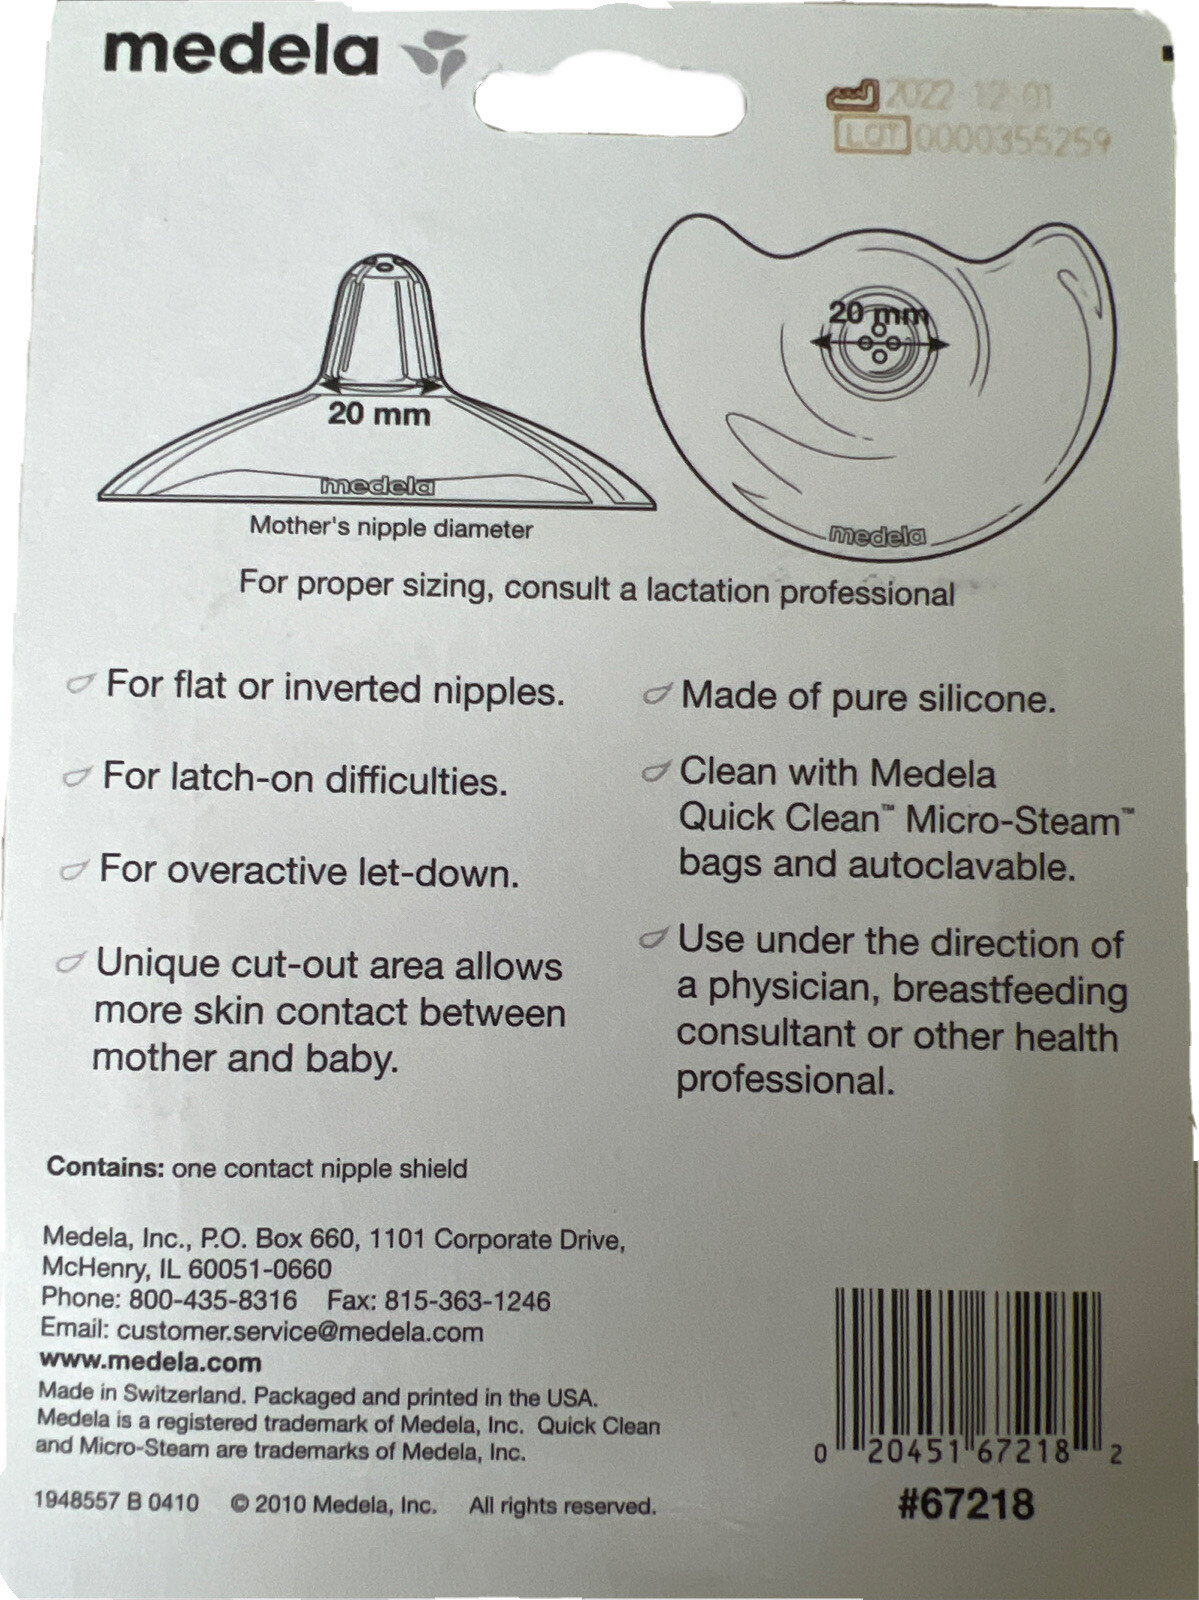 medela
2022 12 01
LOT 0000355259
20 mm
20 mm
medela
medela
Mother's nipple diameter
For proper sizing, consult a lactation professional
For flat or inverted nipples.
For latch-on difficulties.
For overactive let-down.
Unique cut-out area allows
more skin contact between
mother and baby.
Made of pure silicone.
Clean with Medela
Quick Clean™ Micro-Steam™
bags and autoclavable.
Use under the direction of
a physician, breastfeeding
consultant or other health
professional.
Contains: one contact nipple shield
Medela, Inc., P.O. Box 660, 1101 Corporate Drive,
McHenry, IL 60051-0660
Phone: 800-435-8316 Fax: 815-363-1246
Email: customer.service@medela.com
www.medela.com
Made in Switzerland. Packaged and printed in the USA.
Medela is a registered trademark of Medela, Inc. Quick Clean
and Micro-Steam are trademarks of Medela, Inc.
1948557 B 0410 © 2010 Medela, Inc. All rights reserved.
0 20451 67218 2
#67218